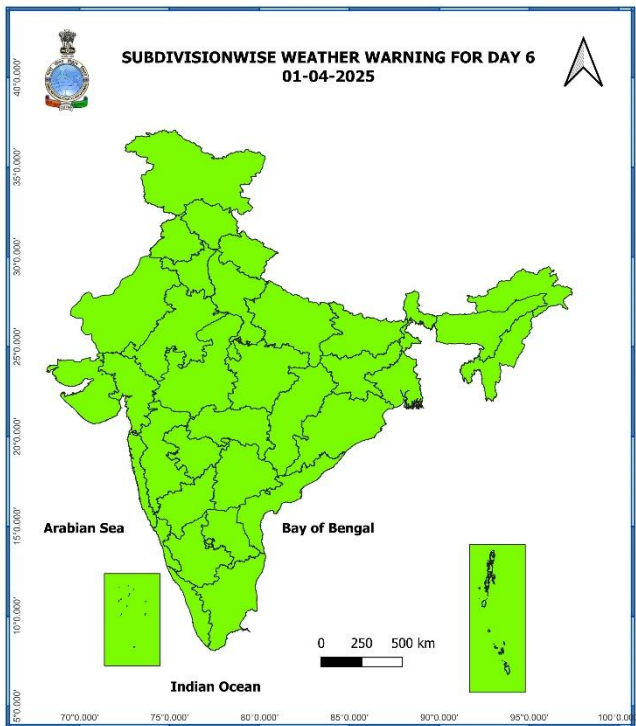 SUBDIVISIONWISE WEATHER WARNING FOR DAY 6
01-04-2025
40°0.000'
35°0.000'
30°0.000'
25°0.000'
20°0.000'
15°0.000'
10°0.000'
5°0.000'
Arabian Sea
Bay of Bengal
0 250 500 km
Indian Ocean
70°0.000' 75°0.000' 80°0.000' 85°0.000' 90°0.000' 95°0.000' 100°0.000'